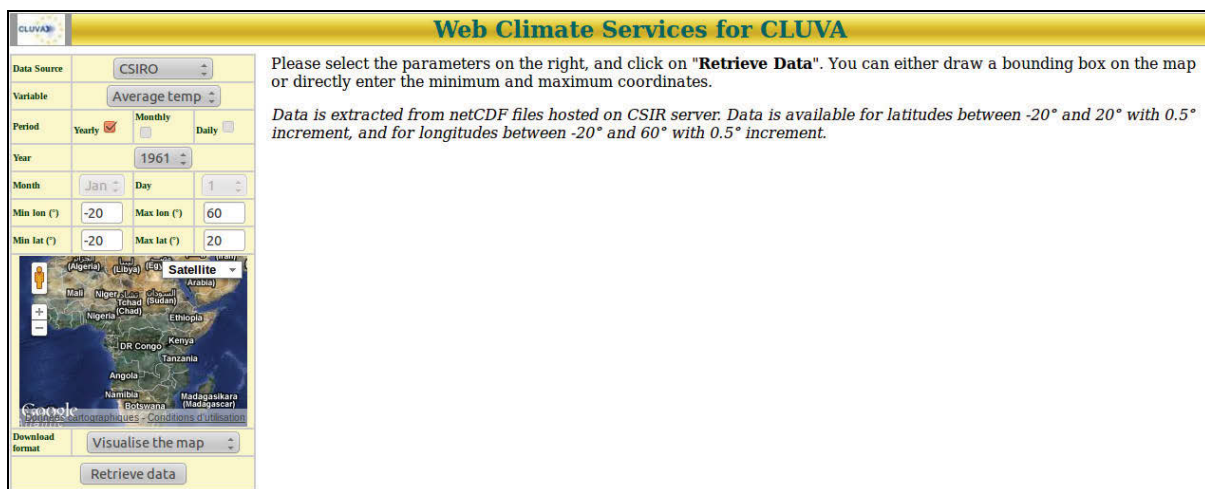 CLUVA
Web Climate Services for CLUVA
Data Source CSIRO
Variable Average temp
Period Yearly Monthly Daily
Year 1961
Month Jan Day 1
Min lon (°) -20 Max lon (°) 60
Min lat (°) -20 Max lat (°) 20
Satellite
(Algeria) (Libya)
Arabia)
Mali Niger السودان
Tchad (Sudan)
(Chad)
Nigeria Ethiopia
Kenya
DR Congo
Tanzania
Angola
Namibia Madagasikara
Botswana (Madagascar)
Google
Données cartographiques - Conditions d'utilisation
Download format Visualise the map
Retrieve data
Please select the parameters on the right, and click on "Retrieve Data". You can either draw a bounding box on the map
or directly enter the minimum and maximum coordinates.
Data is extracted from netCDF files hosted on CSIR server. Data is available for latitudes between -20° and 20° with 0.5°
increment, and for longitudes between -20° and 60° with 0.5° increment.